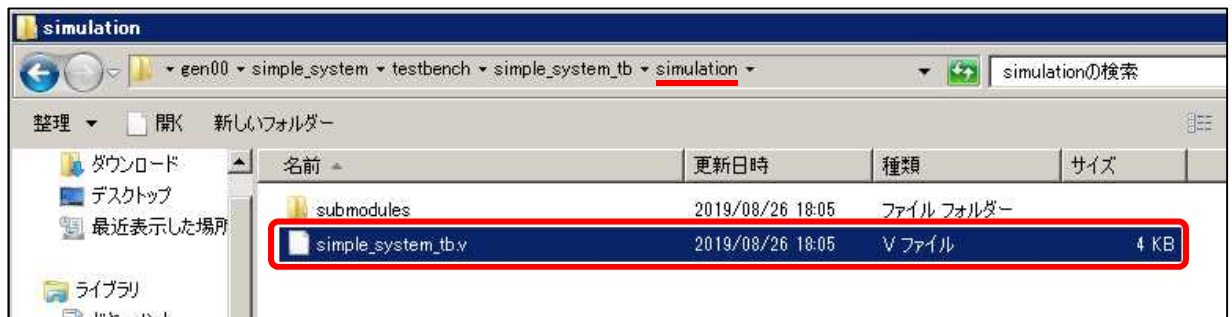 simulation
gen00 simple_system testbench simple_system_tb simulation simulationの検索
整理 開く 新しいフォルダー
ダウンロード 名前 更新日時 種類 サイズ
デスクトップ
最近表示した場所
submodules 2019/08/26 18:05 ファイル フォルダー
simple_system_tb.v 2019/08/26 18:05 V ファイル 4 KB
ライブラリ